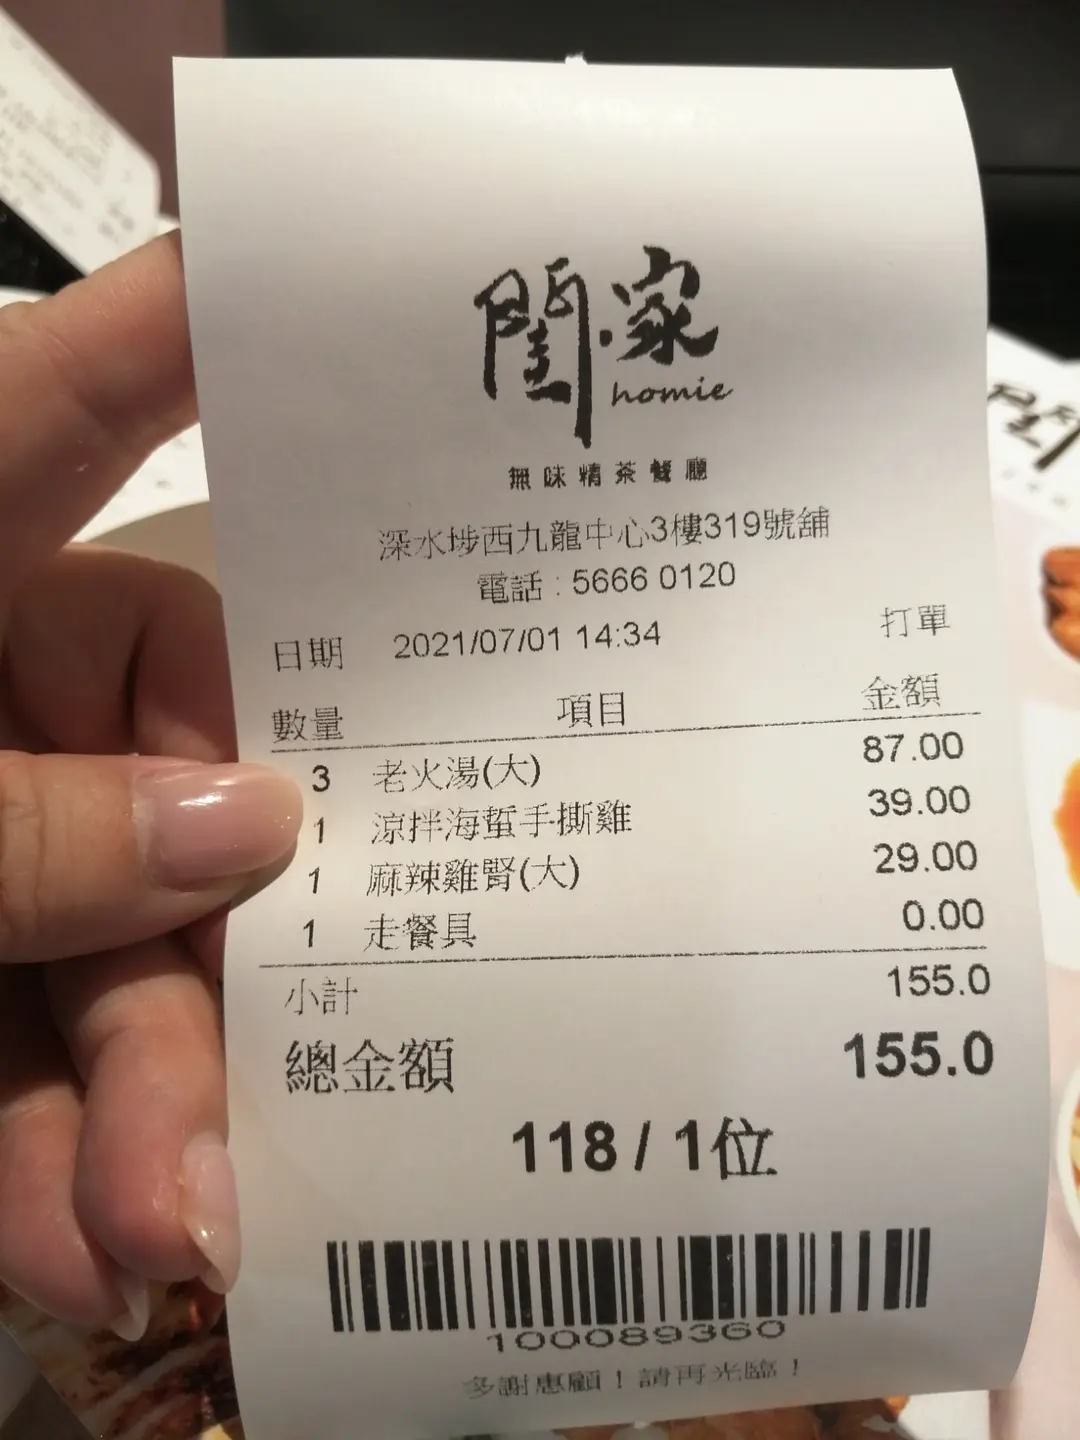 閨·家
homie
無味精茶餐廳
深水埗西九龍中心3樓319號舖
電話 : 5666 0120
日期 2021/07/01 14:34 打單
數量 項目 金額
3 老火湯(大) 87.00
1 涼拌海蜇手撕雞 39.00
1 麻辣雞腎(大) 29.00
1 走餐具 0.00
小計 155.0
總金額 155.0
118 / 1位
100089360
多謝惠顧！請再光臨！